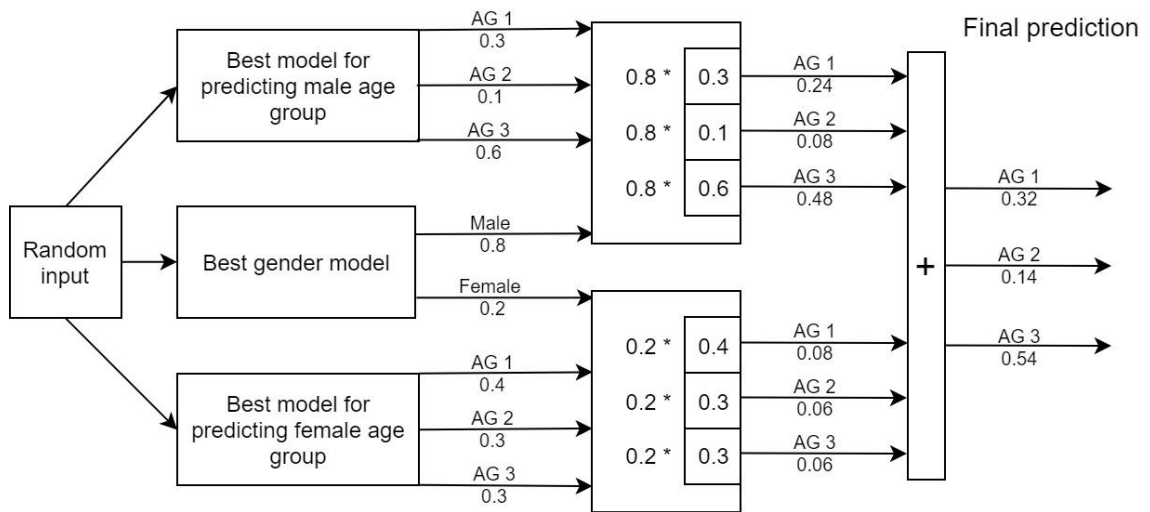 Final prediction
AG 1
0.3
Best model for
predicting male age
group
AG 2
0.1
AG 3
0.6
0.8 * 0.3
0.8 * 0.1
0.8 * 0.6
AG 1
0.24
AG 2
0.08
AG 3
0.48
Random
input
Best gender model
Male
0.8
Female
0.2
Best model for
predicting female age
group
AG 1
0.4
AG 2
0.3
AG 3
0.3
0.2 * 0.4
0.2 * 0.3
0.2 * 0.3
AG 1
0.08
AG 2
0.06
AG 3
0.06
+
AG 1
0.32
AG 2
0.14
AG 3
0.54